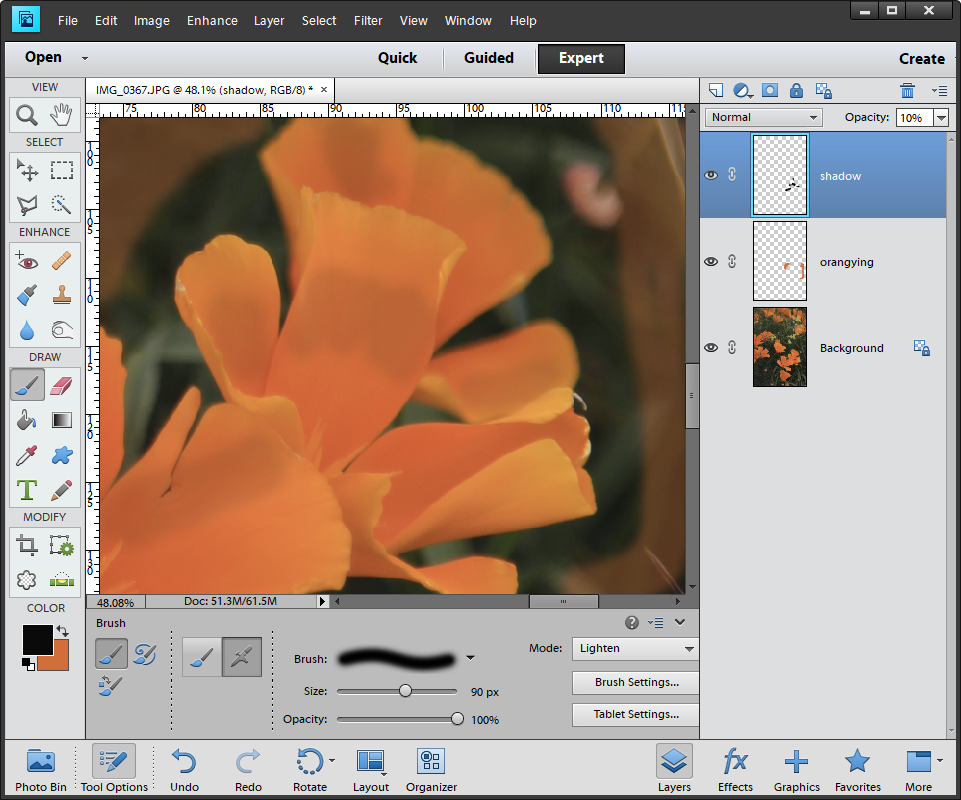 File Edit Image Enhance Layer Select Filter View Window Help
Open Quick Guided Expert Create
VIEW
IMG_0367.JPG @ 48.1% (shadow, RGB/8) *
75 80 85 90 95 100 105 110 115
Normal Opacity: 10%
SELECT
shadow
ENHANCE
orangying
DRAW
Background
MODIFY
COLOR
48.08% Doc: 51.3M/61.5M
Brush
Brush: Mode: Lighten
Size: 90 px Brush Settings...
Opacity: 100% Tablet Settings...
Photo Bin Tool Options Undo Redo Rotate Layout Organizer Layers Effects Graphics Favorites More